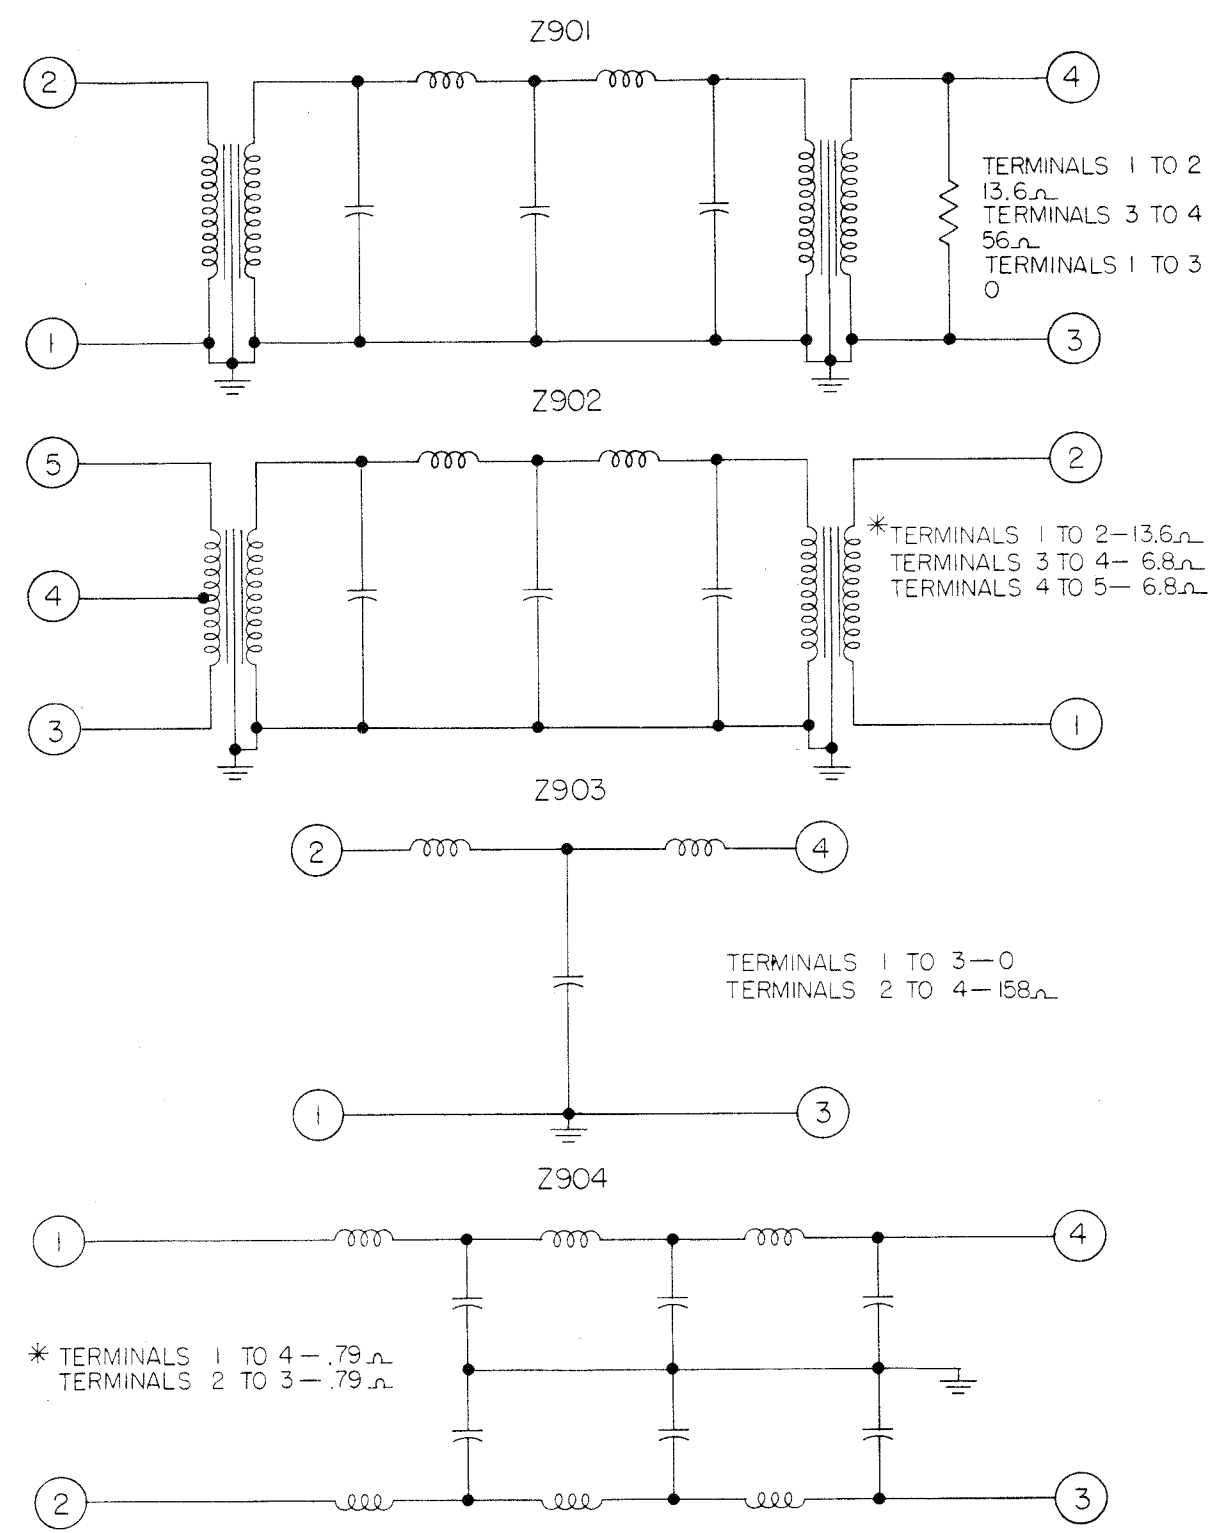 Z901
2
4
TERMINALS 1 TO 2
13.6Ω
TERMINALS 3 TO 4
56Ω
TERMINALS 1 TO 3
0
1
3
Z902
5
2
*TERMINALS 1 TO 2—13.6Ω
TERMINALS 3 TO 4— 6.8Ω
TERMINALS 4 TO 5— 6.8Ω
4
3
1
Z903
2
4
TERMINALS 1 TO 3—0
TERMINALS 2 TO 4—158Ω
1
3
Z904
1
4
* TERMINALS 1 TO 4—.79Ω
TERMINALS 2 TO 3—.79Ω
2
3